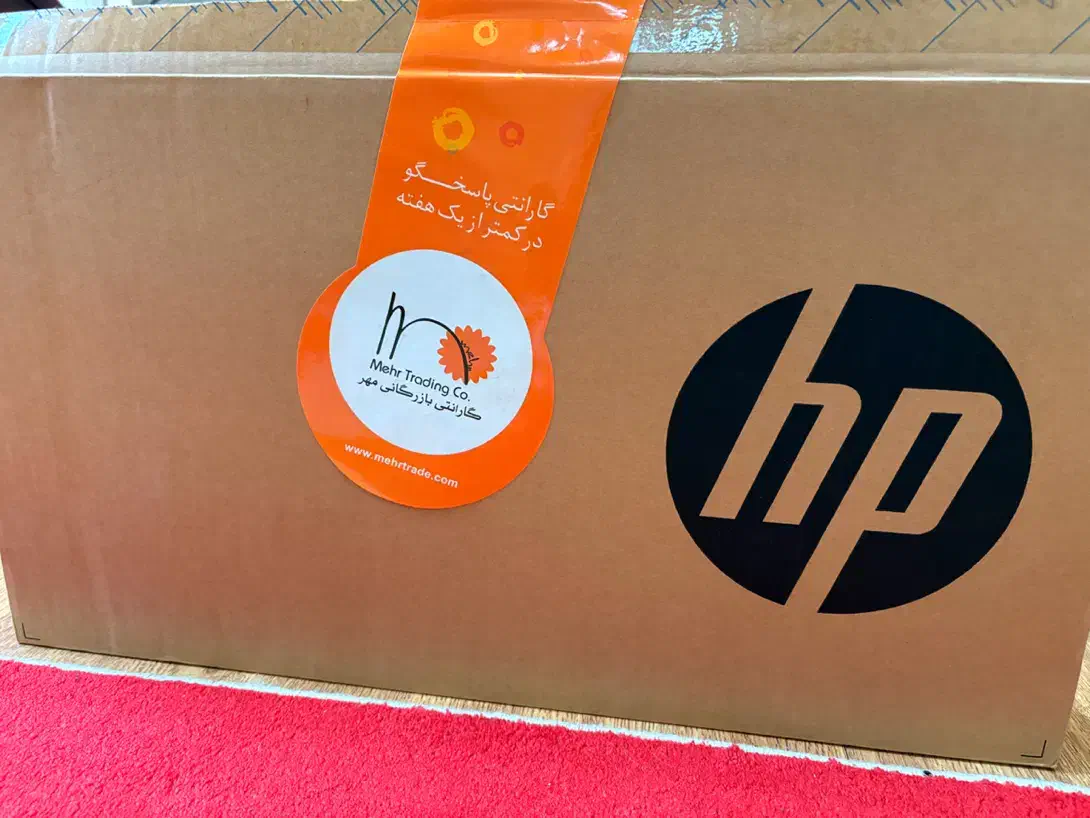 گارانتی پاسخگو
در کمتر از یک هفته
Mehr Trading Co.
گارانتی بازرگانی مهر
www.mehrtrade.com
hp